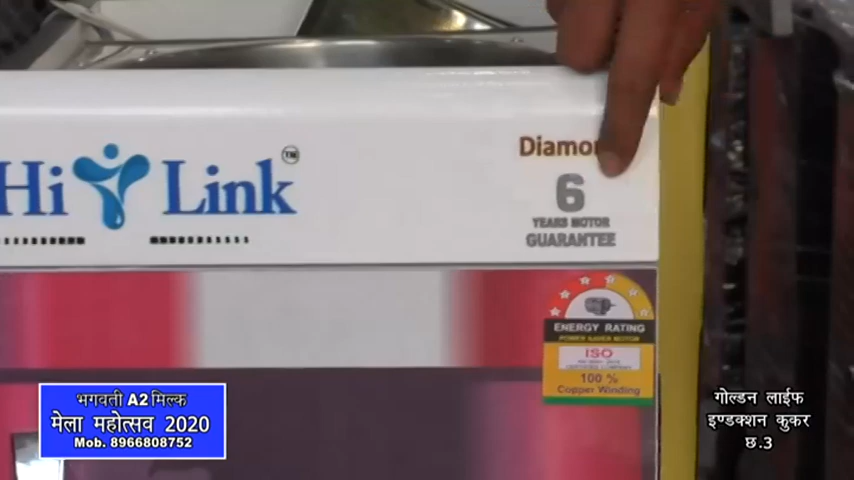 Hi Link TM
Diamon
6
YEARS MOTOR
GUARANTEE
ENERGY RATING
POWER SAVER MOTOR
ISO
100 %
Copper Winding
भगवती A2 मिल्क
मेला महोत्सव 2020
Mob. 8966808752
गोल्डन लाईफ
इण्डक्शन कुकर
छ.3